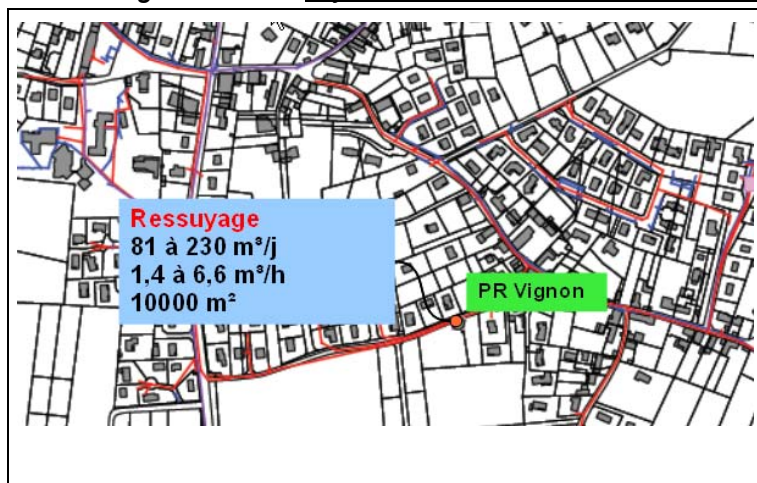 Ressuyage
81 à 230 m³/j
1,4 à 6,6 m³/h
10000 m²
PR Vignon